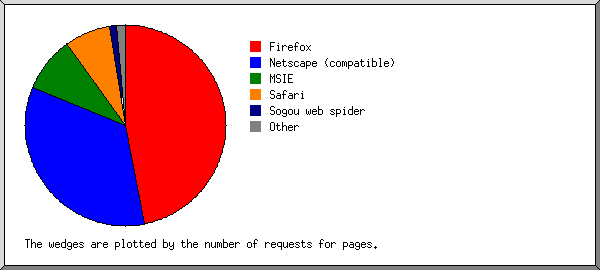 Firefox
Netscape (compatible)
MSIE
Safari
Sogou web spider
Other
The wedges are plotted by the number of requests for pages.